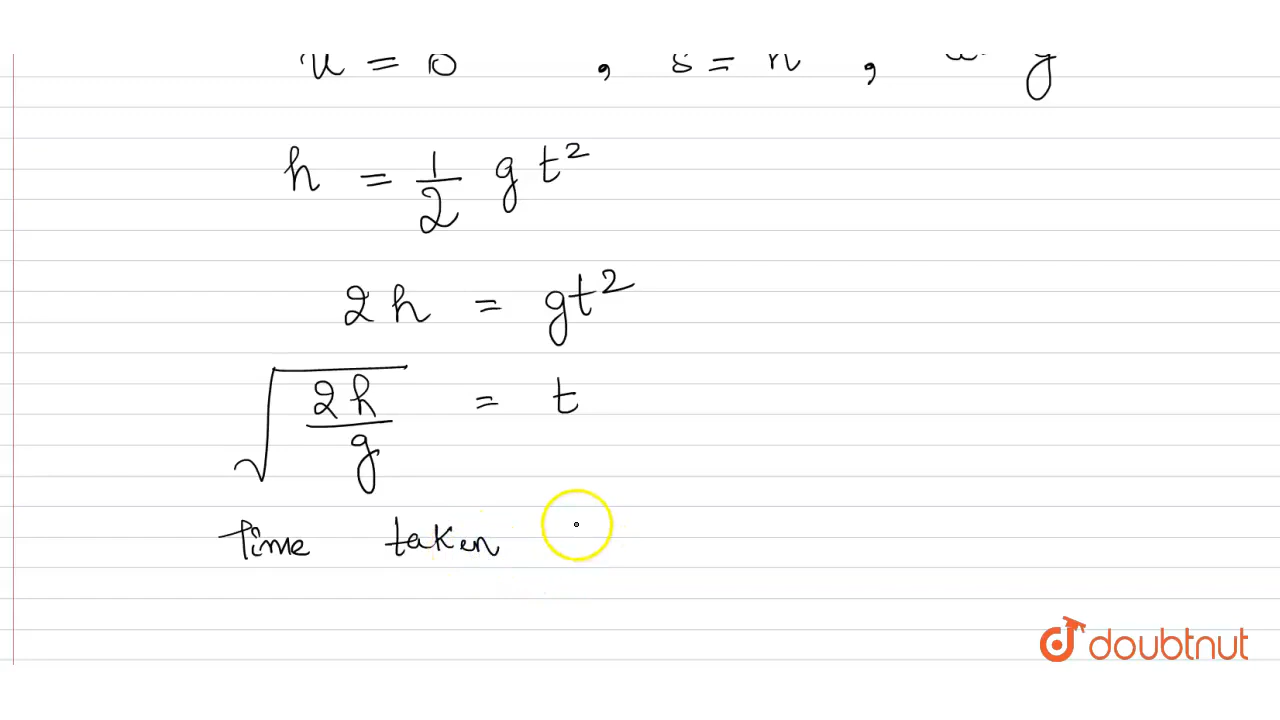 u = 0 , s = h , a = g
h = 1/2 g t²
2h = gt²
√(2h/g) = t
Time taken
doubtnut